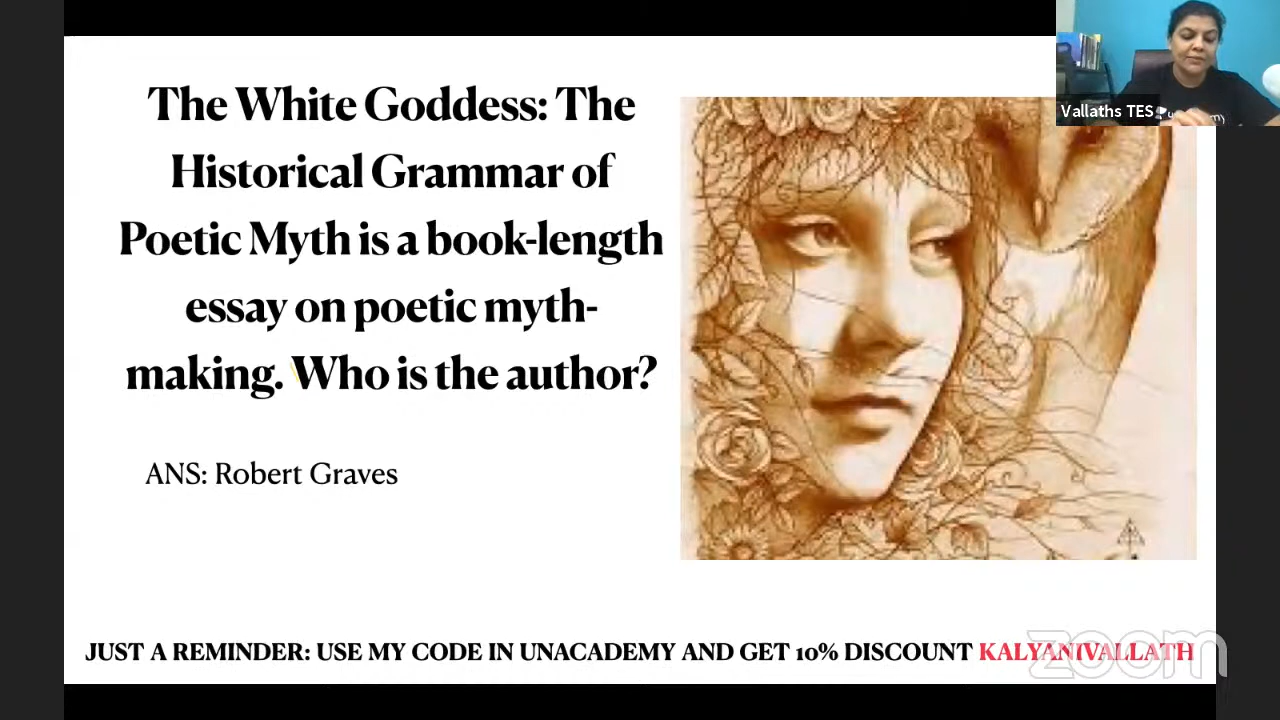 Vallaths TES
The White Goddess: The
Historical Grammar of
Poetic Myth is a book-length
essay on poetic myth-
making. Who is the author?
ANS: Robert Graves
JUST A REMINDER: USE MY CODE IN UNACADEMY AND GET 10% DISCOUNT KALYANIVALLATH
zoom